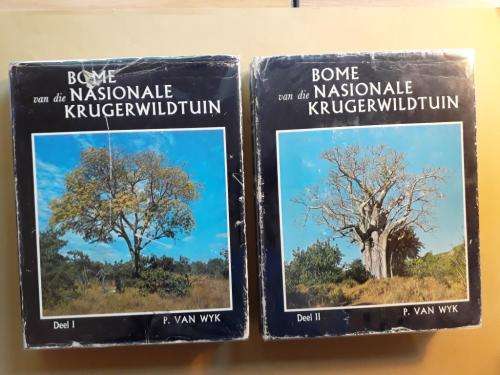 BOME
van die NASIONALE
KRUGERWILDTUIN
Deel I P. VAN WYK
BOME
van die NASIONALE
KRUGERWILDTUIN
Deel II P. VAN WYK